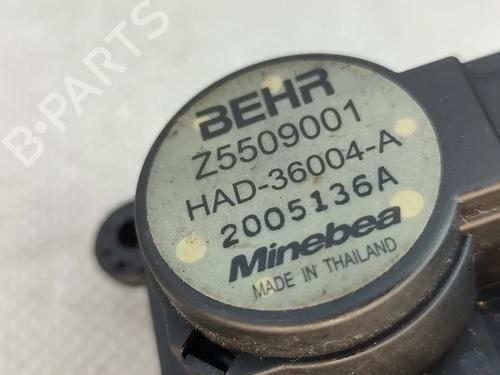 B-PARTS
BEHR
Z5509001
HAD-36004-A
2005136A
Minebea
MADE IN THAILAND